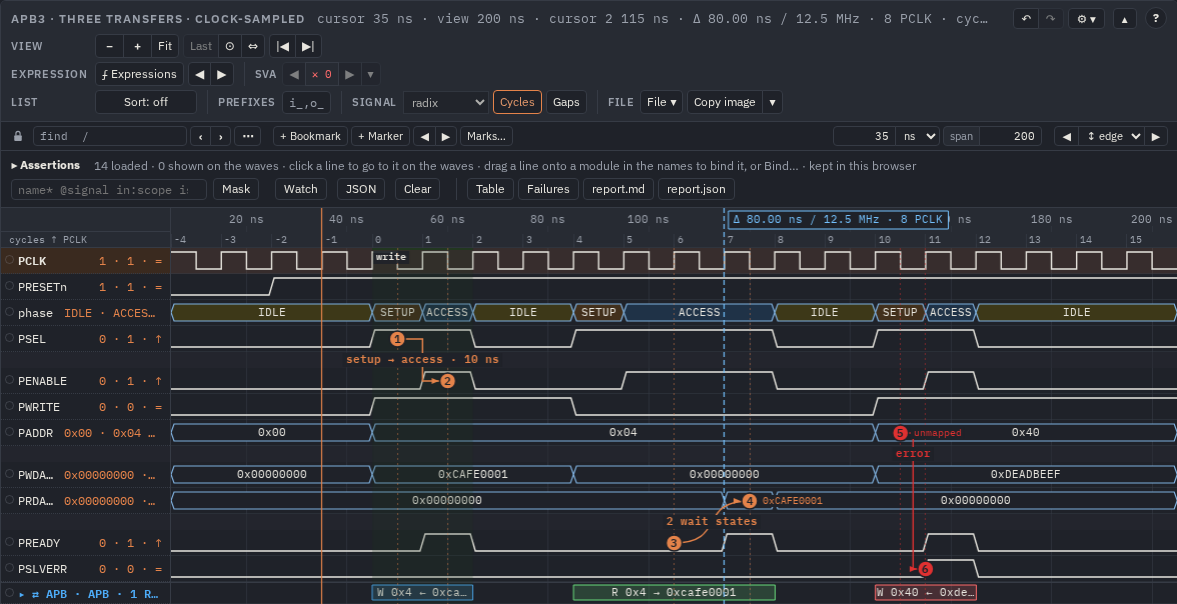 APB3 · THREE TRANSFERS · CLOCK-SAMPLED cursor 35 ns · view 200 ns · cursor 2 115 ns · Δ 80.00 ns / 12.5 MHz · 8 PCLK · cyc… ↶ ↷ ⚙ ▾ ▲ ?
VIEW − + Fit Last ⊙ ⇔ |◀ ▶|
EXPRESSION ⨍ Expressions ◀ ▶ SVA ◀ × 0 ▶ ▾
LIST Sort: off PREFIXES i_,o_ SIGNAL radix Cycles Gaps FILE File ▾ Copy image ▾
find / ‹ › ⋯ + Bookmark + Marker ◀ ▶ Marks… 35 ns span 200 ◀ ↕ edge ▶
▸ Assertions 14 loaded · 0 shown on the waves · click a line to go to it on the waves · drag a line onto a module in the names to bind it, or Bind… · kept in this browser
name* @signal in:scope is Mask Watch JSON Clear Table Failures report.md report.json
20 ns 40 ns 60 ns 80 ns 100 ns Δ 80.00 ns / 12.5 MHz · 8 PCLK ns 180 ns 200 ns
cycles ↑ PCLK -4 -3 -2 -1 0 1 2 3 4 5 6 7 8 9 10 11 12 13 14 15
PCLK 1 · 1 · = write
PRESETn 1 · 1 · =
phase IDLE · ACCES… IDLE SETUP ACCESS IDLE SETUP ACCESS IDLE SETUP ACCESS IDLE
PSEL 0 · 1 · ↑ 1
setup → access · 10 ns
PENABLE 0 · 1 · ↑ 2
PWRITE 0 · 0 · =
PADDR 0x00 · 0x04 … 0x00 0x04 5 unmapped 0x40
error
PWDA… 0x00000000 ·… 0x00000000 0xCAFE0001 0x00000000 0xDEADBEEF
PRDA… 0x00000000 ·… 0x00000000 4 0xCAFE0001 0x00000000
2 wait states
PREADY 0 · 1 · ↑ 3
PSLVERR 0 · 0 · = 6
▸ ⇄ APB · APB · 1 R… W 0x4 ← 0xca… R 0x4 → 0xcafe0001 W 0x40 ← 0xde…